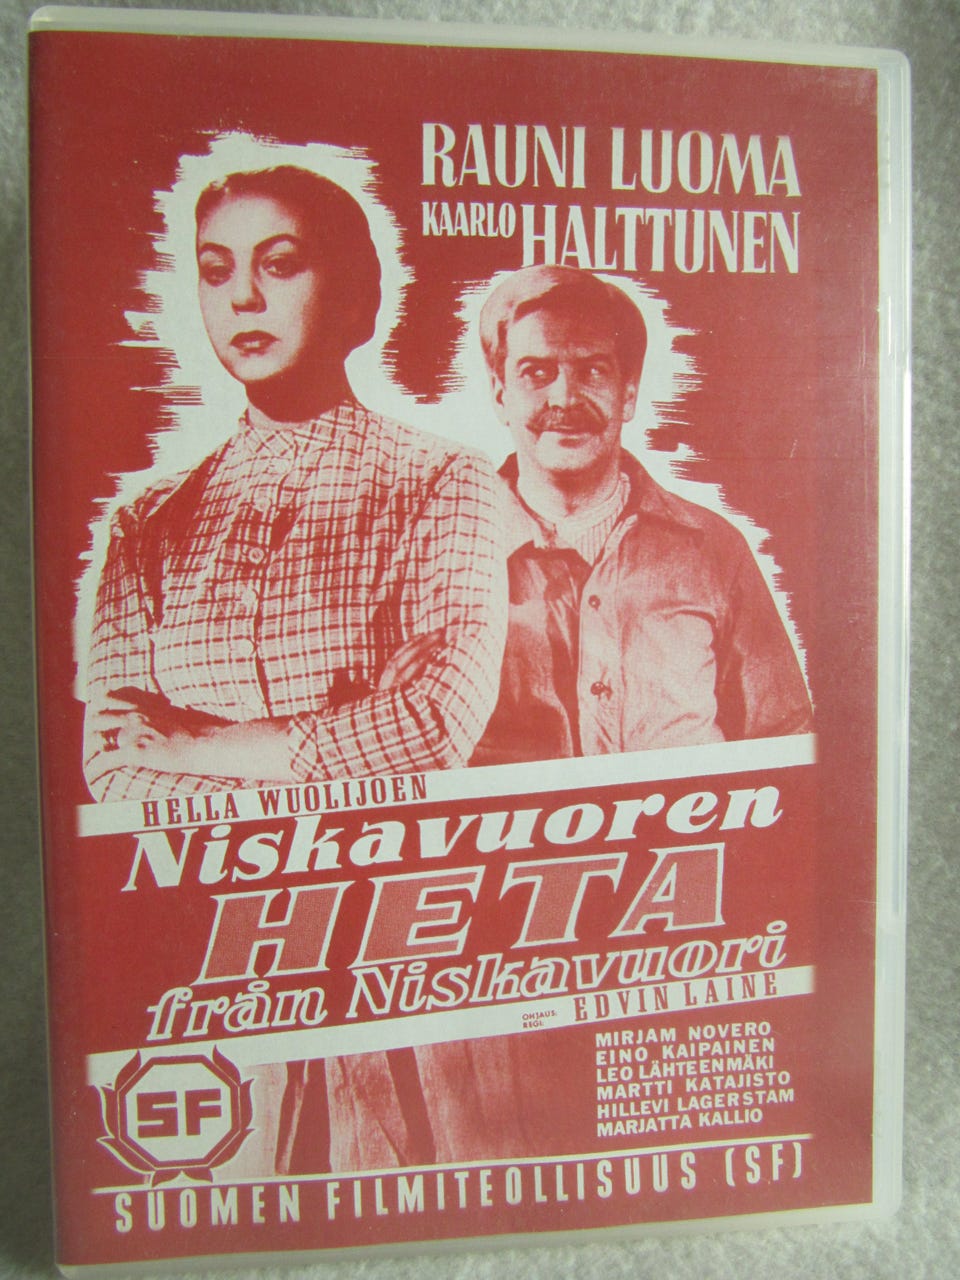 RAUNI LUOMA
KAARLO HALTTUNEN
HELLA WUOLIJOEN
Niskavuoren
HETA
från Niskavuori
OHJAUS:
REGI:
EDVIN LAINE
MIRJAM NOVERO
EINO KAIPAINEN
LEO LÄHTEENMÄKI
MARTTI KATAJISTO
HILLEVI LAGERSTAM
MARJATTA KALLIO
SF
SUOMEN FILMITEOLLISUUS (SF)